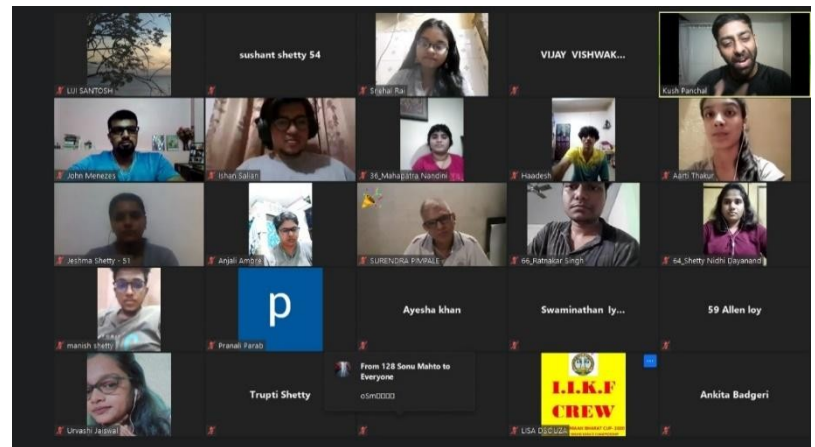 LUI SANTOSH
sushant shetty 54
Snehal Rai
VIJAY VISHWAK...
Kush Panchal
John Menezes
Ishan Salian
36_Mahapatra Nandini
Haadesh
Aarti Thakur
Jeshma Shetty - 51
Anjali Ambre
SURENDRA PIMPALE
66_Ratnakar Singh
64_Shetty Nidhi Dayanand
manish shetty
p
Pranali Parab
Ayesha khan
Swaminathan Iy...
59 Allen loy
Urvashi Jaiswal
Trupti Shetty
From 128 Sonu Mahto to
Everyone
I.I.K.F
CREW
LISA DSOUZA
Ankita Badgeri